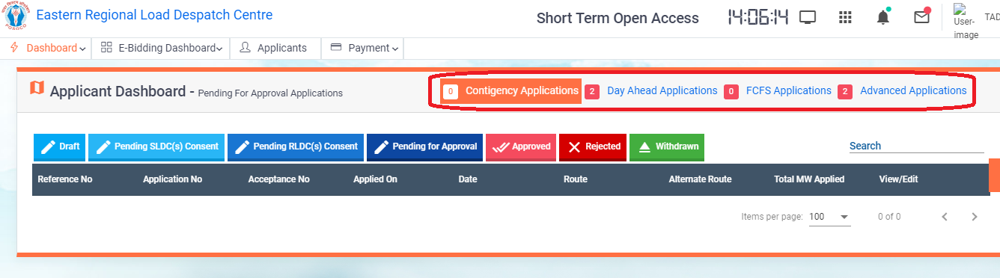 Eastern Regional Load Despatch Centre
Short Term Open Access
14:06:14
User-image
TAD
POSOCO
Dashboard
E-Bidding Dashboard
Applicants
Payment
Applicant Dashboard - Pending For Approval Applications
0 Contigency Applications
2 Day Ahead Applications
0 FCFS Applications
2 Advanced Applications
Draft
Pending SLDC(s) Consent
Pending RLDC(s) Consent
Pending for Approval
Approved
Rejected
Withdrawn
Search
Reference No Application No Acceptance No Applied On Date Route Alternate Route Total MW Applied View/Edit
Items per page: 100 0 of 0